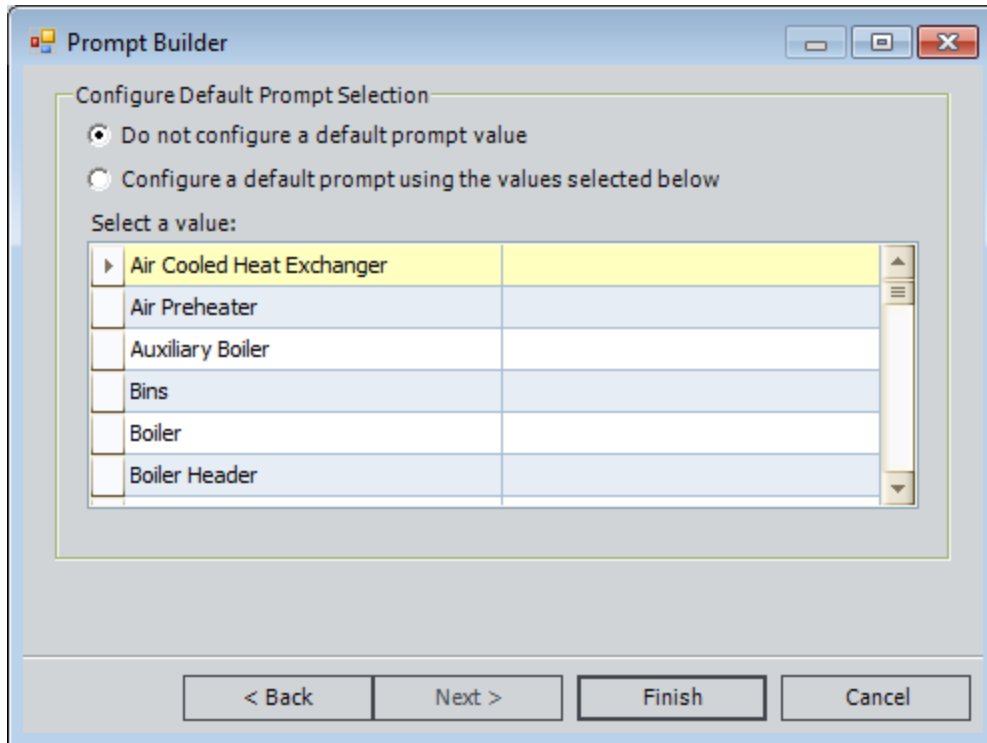 Prompt Builder
Configure Default Prompt Selection
Do not configure a default prompt value
Configure a default prompt using the values selected below
Select a value:
Air Cooled Heat Exchanger
Air Preheater
Auxiliary Boiler
Bins
Boiler
Boiler Header
< Back Next > Finish Cancel